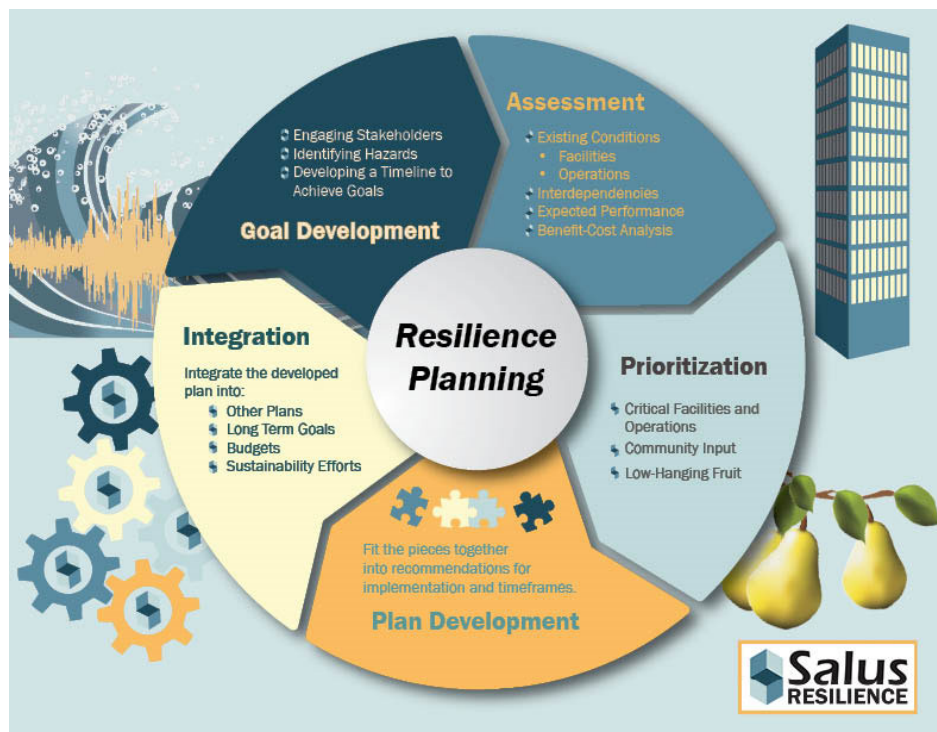 Engaging Stakeholders
Identifying Hazards
Developing a Timeline to
Achieve Goals
Goal Development
Assessment
Existing Conditions
• Facilities
• Operations
Interdependencies
Expected Performance
Benefit-Cost Analysis
Prioritization
Critical Facilities and
Operations
Community Input
Low-Hanging Fruit
Fit the pieces together
into recommendations for
implementation and timeframes.
Plan Development
Integration
Integrate the developed
plan into:
Other Plans
Long Term Goals
Budgets
Sustainability Efforts
Resilience
Planning
Salus
RESILIENCE